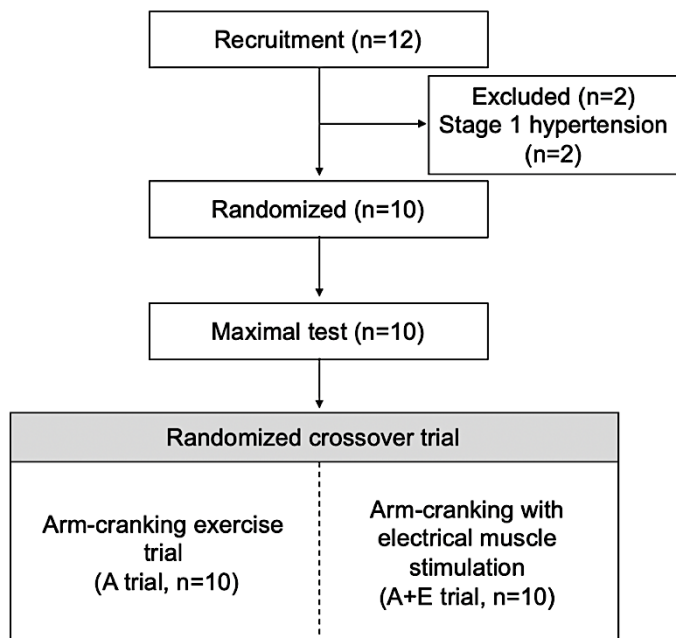 Recruitment (n=12)
Excluded (n=2)
Stage 1 hypertension
(n=2)
Randomized (n=10)
Maximal test (n=10)
Randomized crossover trial
Arm-cranking exercise
trial
(A trial, n=10)
Arm-cranking with
electrical muscle
stimulation
(A+E trial, n=10)